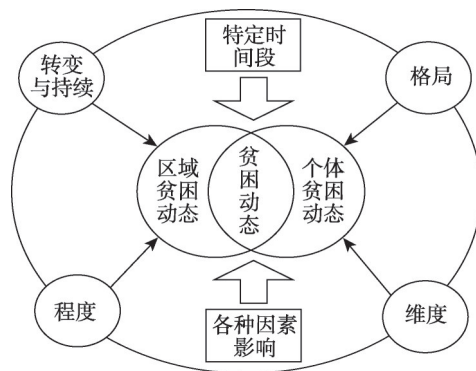 特定时
间段
转变
与持续
格局
区域
贫困
动态
贫
困
动
态
个体
贫困
动态
程度
各种因素
影响
维度